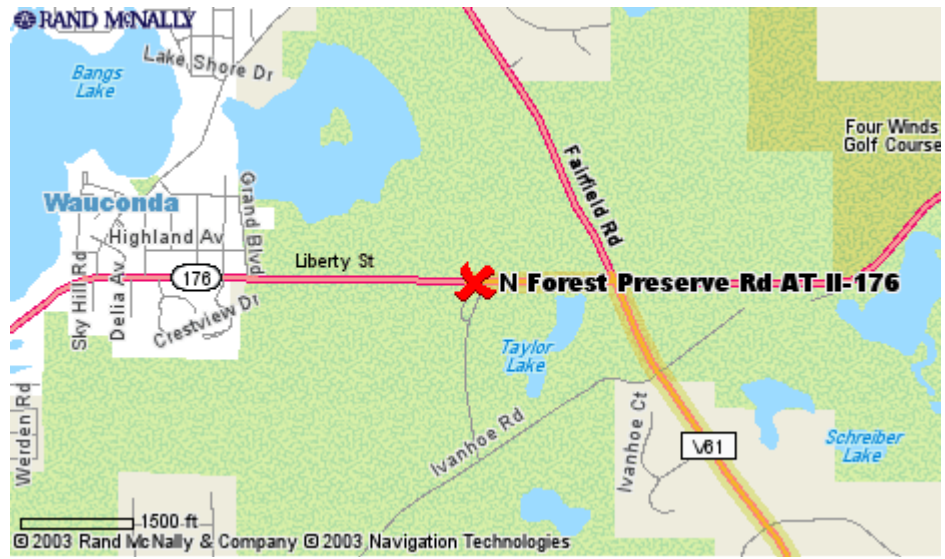 RAND McNALLY
Lake Shore Dr
Bangs
Lake
Four Winds
Golf Course
Fairfield Rd
Wauconda
Grand Blvd
Highland Av
Sky Hill Rd
Delia Av
Liberty St
176
N Forest Preserve Rd AT Il-176
Crestview Dr
Taylor
Lake
Werden Rd
Ivanhoe Rd
Ivanhoe Ct
V61
Schreiber
Lake
1500 ft
© 2003 Rand McNally & Company © 2003 Navigation Technologies